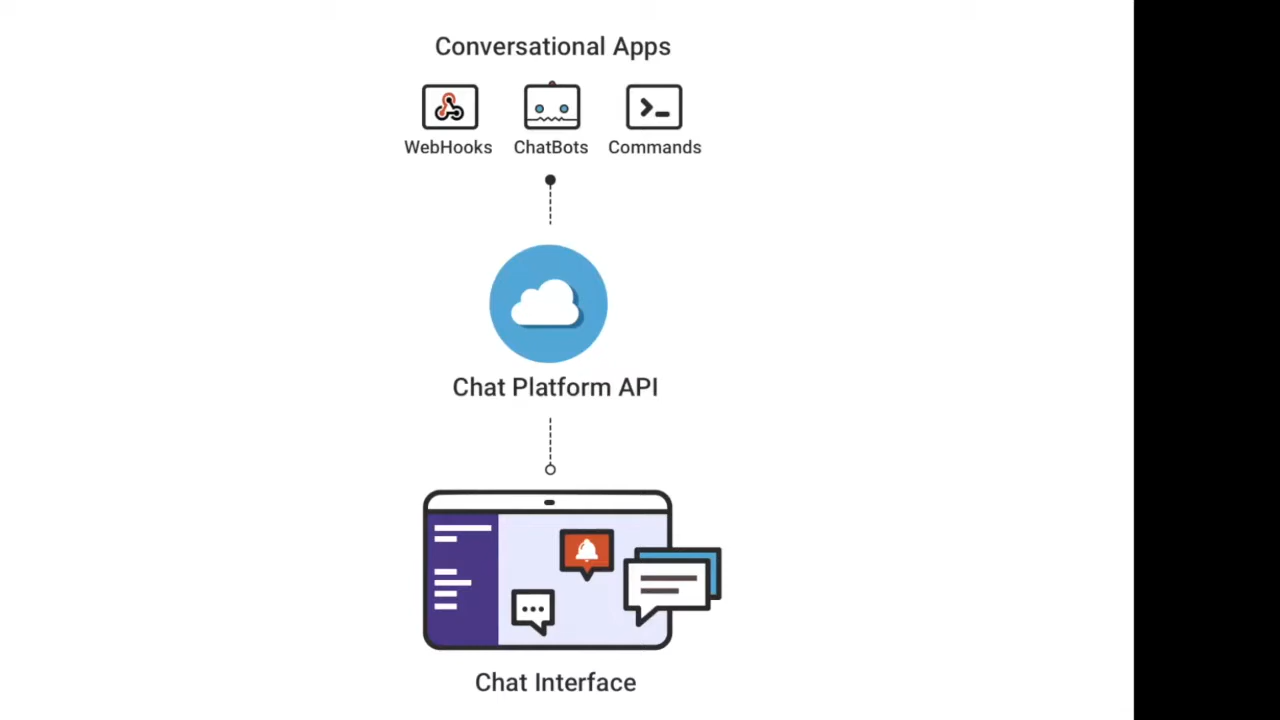 Conversational Apps
WebHooks ChatBots Commands
Chat Platform API
Chat Interface